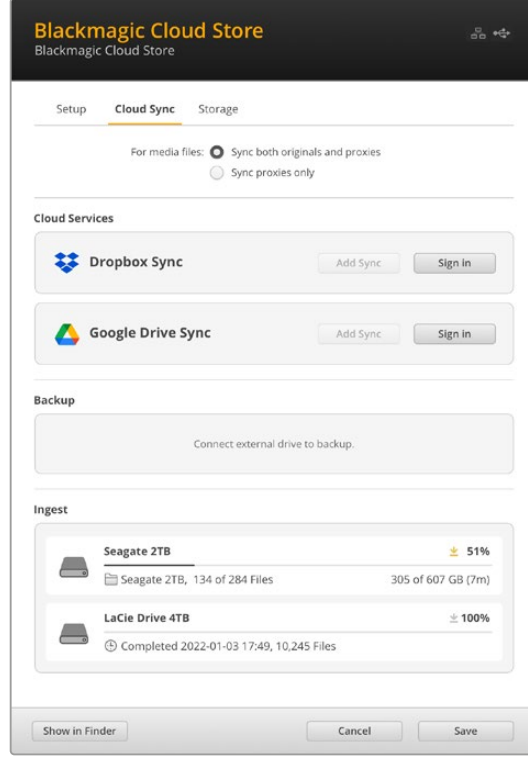 Blackmagic Cloud Store
Blackmagic Cloud Store
Setup Cloud Sync Storage
For media files: Sync both originals and proxies
Sync proxies only
Cloud Services
Dropbox Sync Add Sync Sign in
Google Drive Sync Add Sync Sign in
Backup
Connect external drive to backup.
Ingest
Seagate 2TB 51%
Seagate 2TB, 134 of 284 Files 305 of 607 GB (7m)
LaCie Drive 4TB 100%
Completed 2022-01-03 17:49, 10,245 Files
Show in Finder Cancel Save